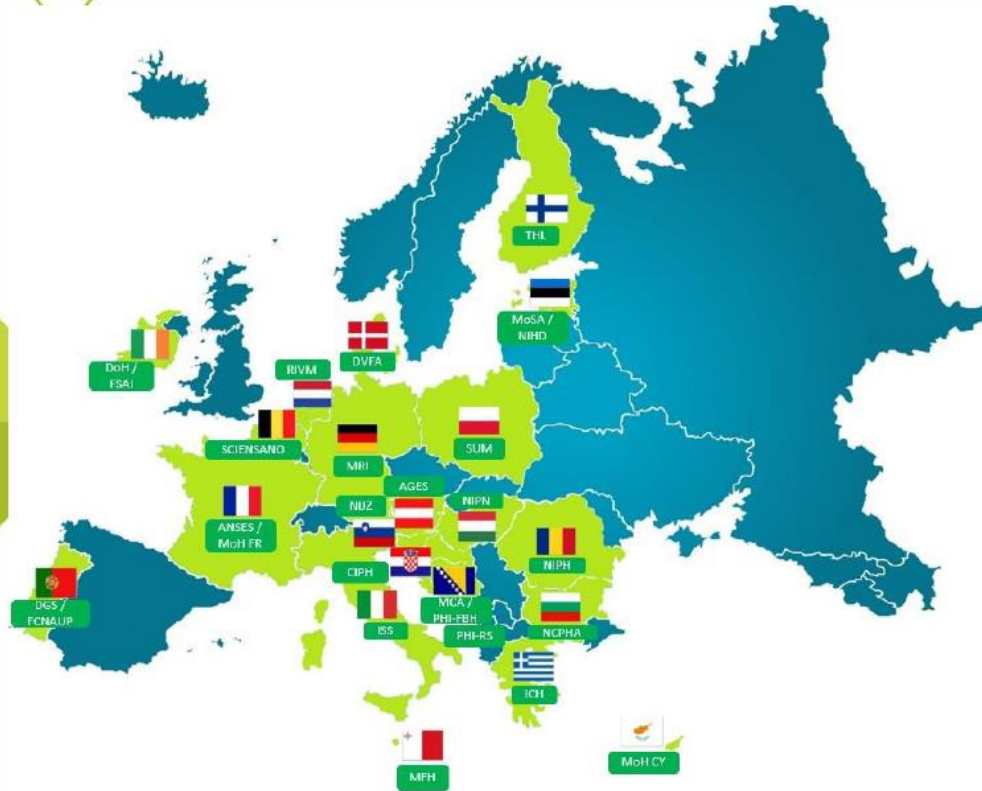 THL
MoSA /
NIHD
DoH /
FSAI
DVFA
RIVM
SCIENSANO
MRI
SUM
AGES
NIJZ
NIPN
ANSES /
MoH FR
CIPH
NIPH
DGS /
FCNAUP
ISS
MCA /
PHI-FBH
PHI-RS
NCPHA
ICH
MFH
MoH CY